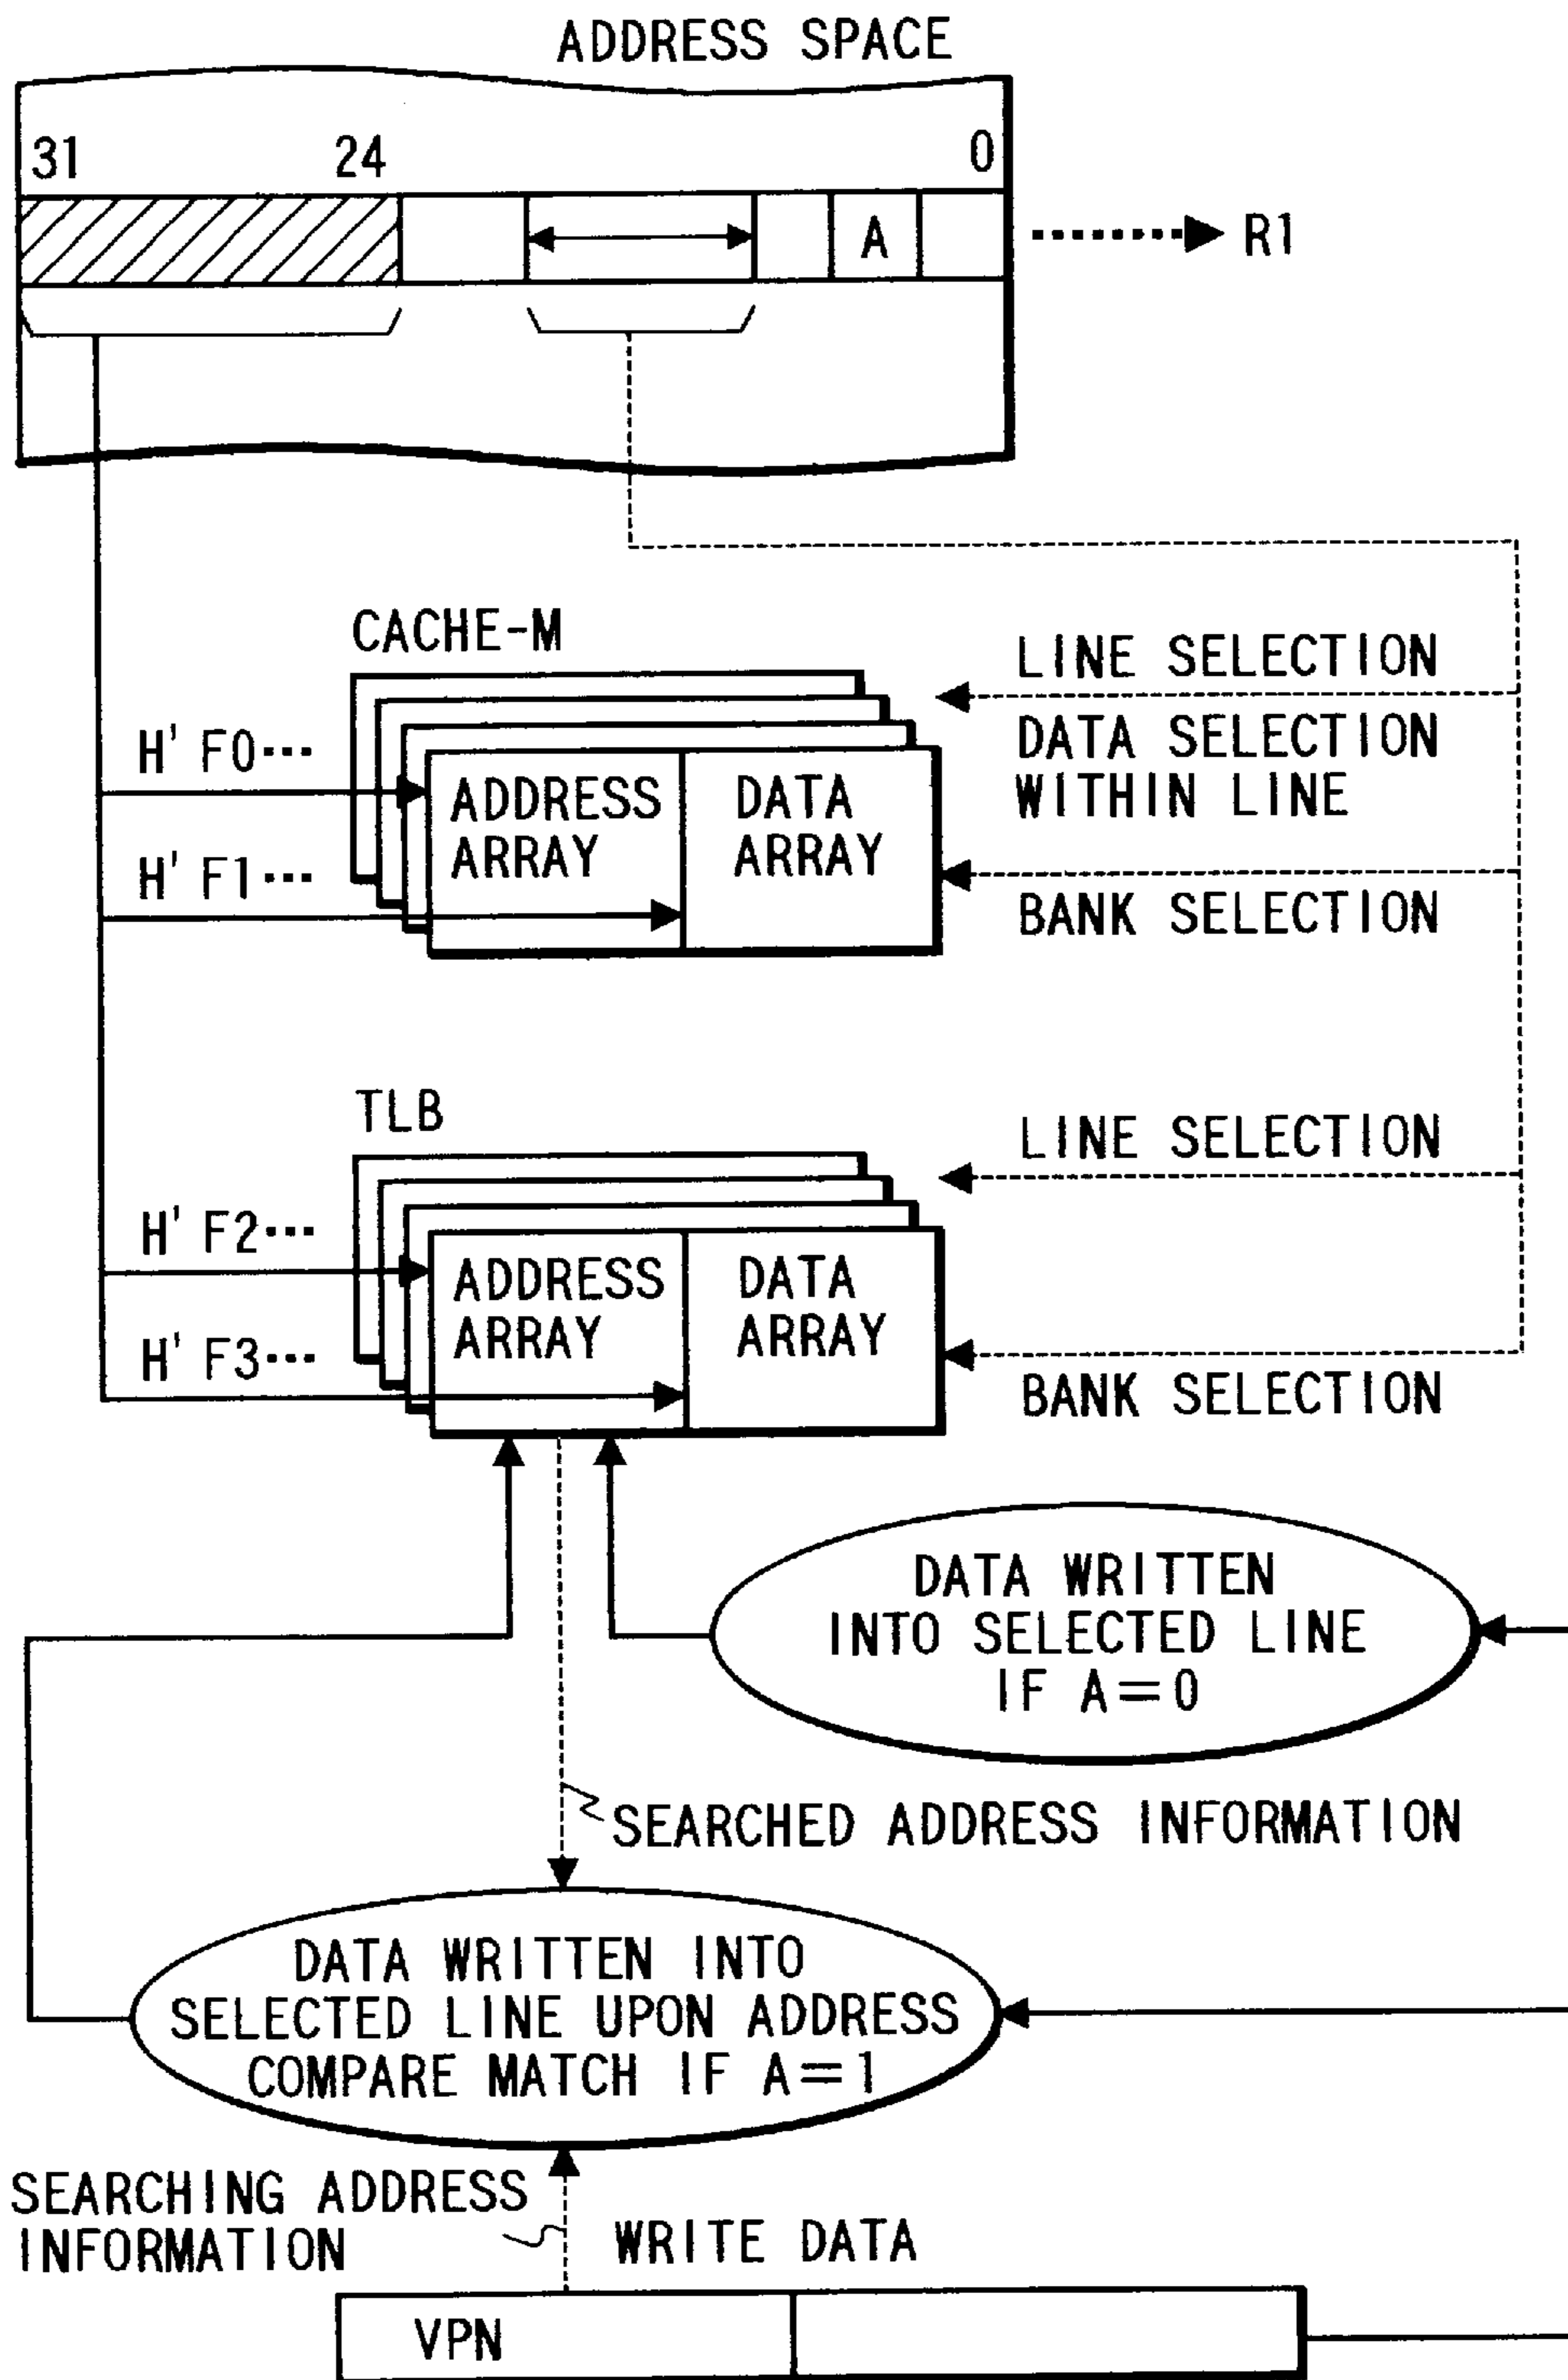 ADDRESS SPACE
31 24 0
A R1
CACHE-M
LINE SELECTION
H' F0···
DATA SELECTION
WITHIN LINE
ADDRESS
ARRAY
DATA
ARRAY
H' F1···
BANK SELECTION
TLB
LINE SELECTION
H' F2···
ADDRESS
ARRAY
DATA
ARRAY
H' F3···
BANK SELECTION
DATA WRITTEN
INTO SELECTED LINE
IF A=0
SEARCHED ADDRESS INFORMATION
DATA WRITTEN INTO
SELECTED LINE UPON ADDRESS
COMPARE MATCH IF A=1
SEARCHING ADDRESS
INFORMATION
WRITE DATA
VPN